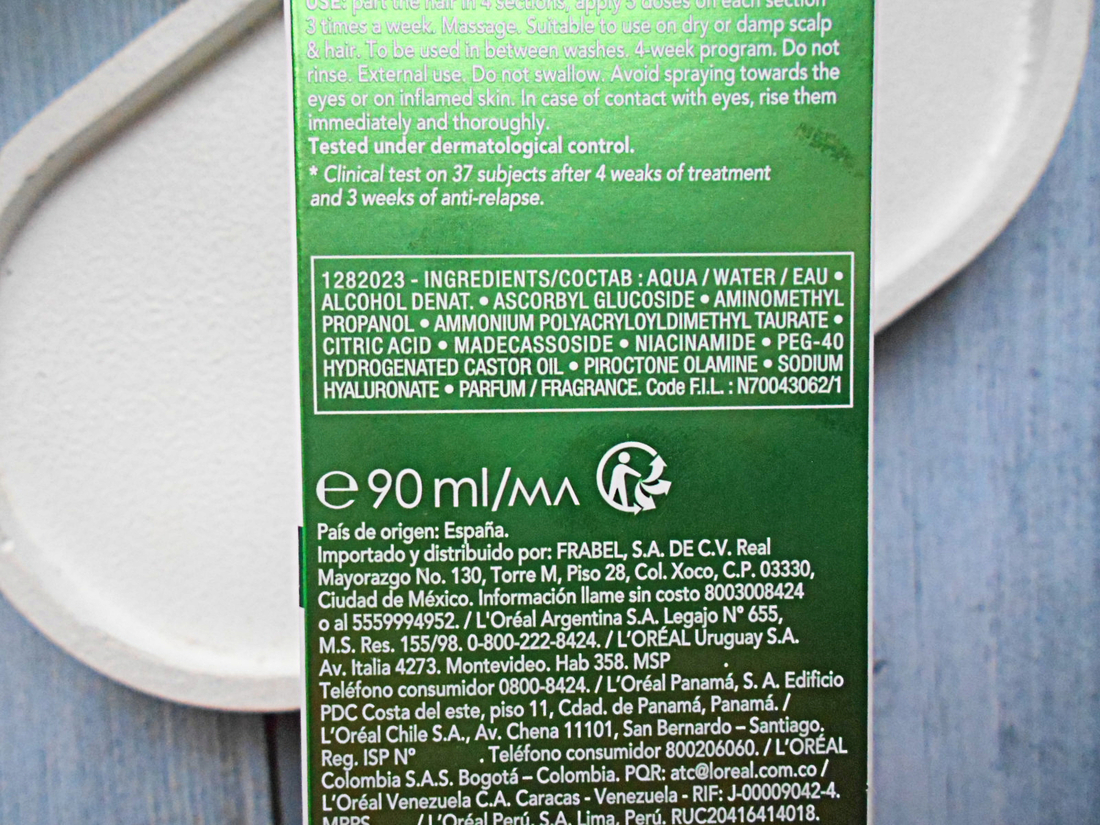 USE: part the hair in 4 sections, apply 5 doses on each section
3 times a week. Massage. Suitable to use on dry or damp scalp
& hair. To be used in between washes. 4-week program. Do not
rinse. External use. Do not swallow. Avoid spraying towards the
eyes or on inflamed skin. In case of contact with eyes, rise them
immediately and thoroughly.
Tested under dermatological control.
* Clinical test on 37 subjects after 4 weaks of treatment
and 3 weeks of anti-relapse.
1282023 - INGREDIENTS/СОСТАВ : AQUA / WATER / EAU •
ALCOHOL DENAT. • ASCORBYL GLUCOSIDE • AMINOMETHYL
PROPANOL • AMMONIUM POLYACRYLOYLDIMETHYL TAURATE •
CITRIC ACID • MADECASSOSIDE • NIACINAMIDE • PEG-40
HYDROGENATED CASTOR OIL • PIROCTONE OLAMINE • SODIUM
HYALURONATE • PARFUM / FRAGRANCE. Code F.I.L. : N70043062/1
℮ 90 ml/МЛ
País de origen: España.
Importado y distribuido por: FRABEL, S.A. DE C.V. Real
Mayorazgo No. 130, Torre M, Piso 28, Col. Xoco, C.P. 03330,
Ciudad de México. Información llame sin costo 8003008424
o al 5559994952. / L'Oréal Argentina S.A. Legajo N° 655,
M.S. Res. 155/98. 0-800-222-8424. / L'ORÉAL Uruguay S.A.
Av. Italia 4273. Montevideo. Hab 358. MSP .
Teléfono consumidor 0800-8424. / L'Oréal Panamá, S. A. Edificio
PDC Costa del este, piso 11, Cdad. de Panamá, Panamá. /
L'Oréal Chile S.A., Av. Chena 11101, San Bernardo – Santiago.
Reg. ISP N° . Teléfono consumidor 800206060. / L'ORÉAL
Colombia S.A.S. Bogotá – Colombia. PQR: atc@loreal.com.co /
L'Oréal Venezuela C.A. Caracas - Venezuela - RIF: J-00009042-4.
MPPS / L'Oréal Perú, S.A. Lima, Perú. RUC20416414018.